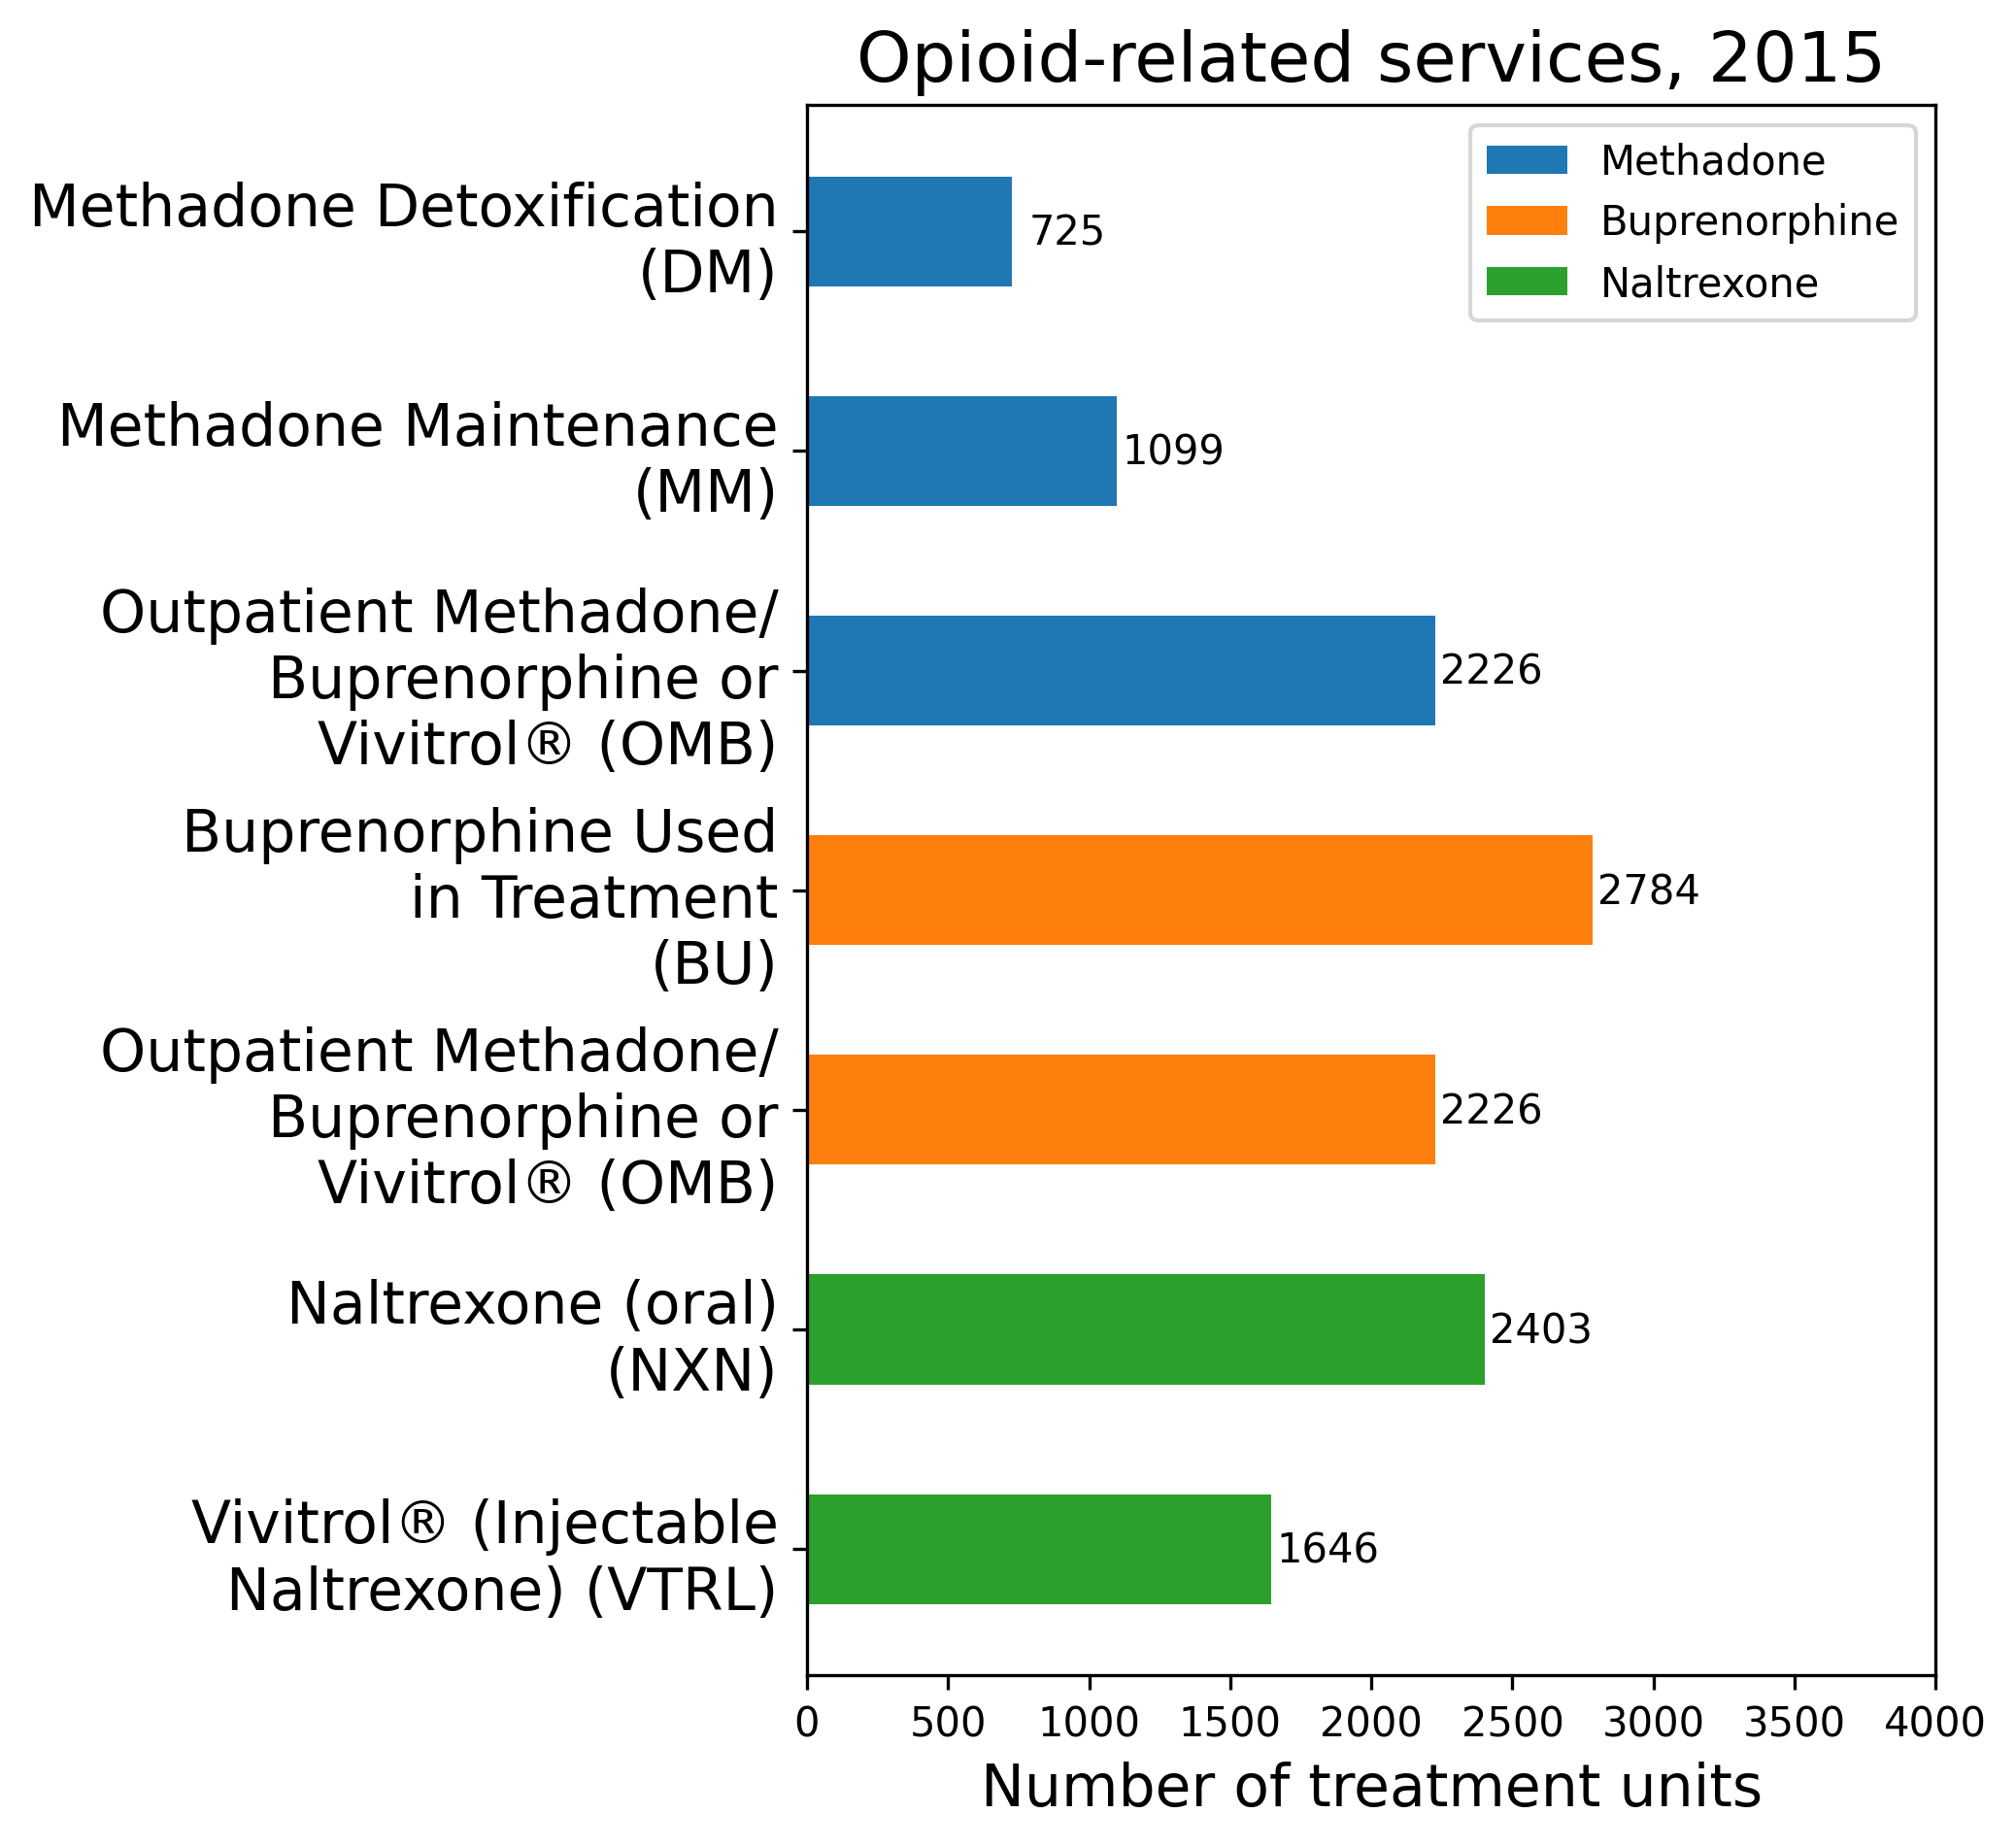 Opioid-related services, 2015
Methadone
Buprenorphine
Naltrexone
Methadone Detoxification
(DM)
725
Methadone Maintenance
(MM)
1099
Outpatient Methadone/
Buprenorphine or
Vivitrol® (OMB)
2226
Buprenorphine Used
in Treatment
(BU)
2784
Outpatient Methadone/
Buprenorphine or
Vivitrol® (OMB)
2226
Naltrexone (oral)
(NXN)
2403
Vivitrol® (Injectable
Naltrexone) (VTRL)
1646
0 500 1000 1500 2000 2500 3000 3500 4000
Number of treatment units